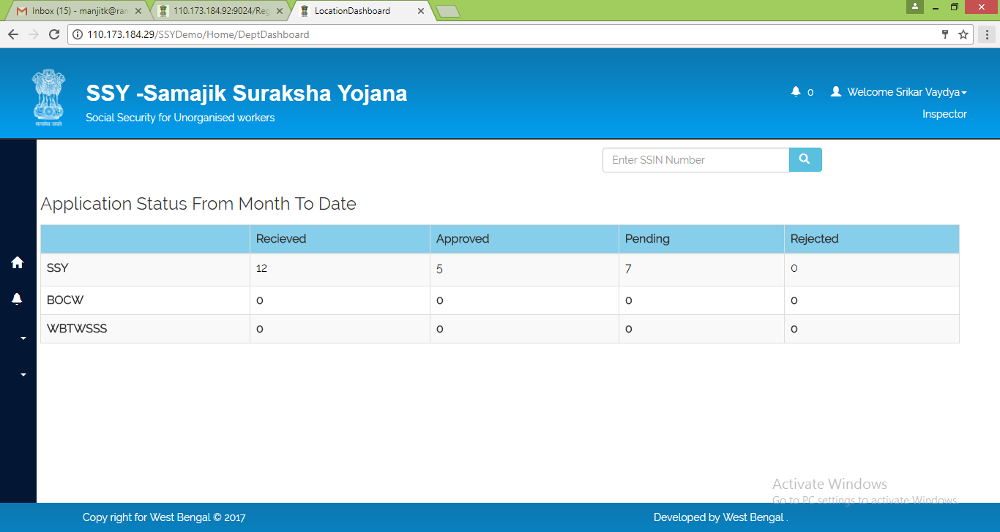 Inbox (15) - manjitk@ran
110.173.184.92:9024/Reg
LocationDashboard
110.173.184.29/SSYDemo/Home/DeptDashboard
SSY -Samajik Suraksha Yojana
Social Security for Unorganised workers
सत्यमेव जयते
0 Welcome Srikar Vaydya
Inspector
Enter SSIN Number
Application Status From Month To Date
Recieved Approved Pending Rejected
SSY 12 5 7 0
BOCW 0 0 0 0
WBTWSSS 0 0 0 0
Activate Windows
Go to PC settings to activate Windows.
Copy right for West Bengal © 2017 Developed by West Bengal .